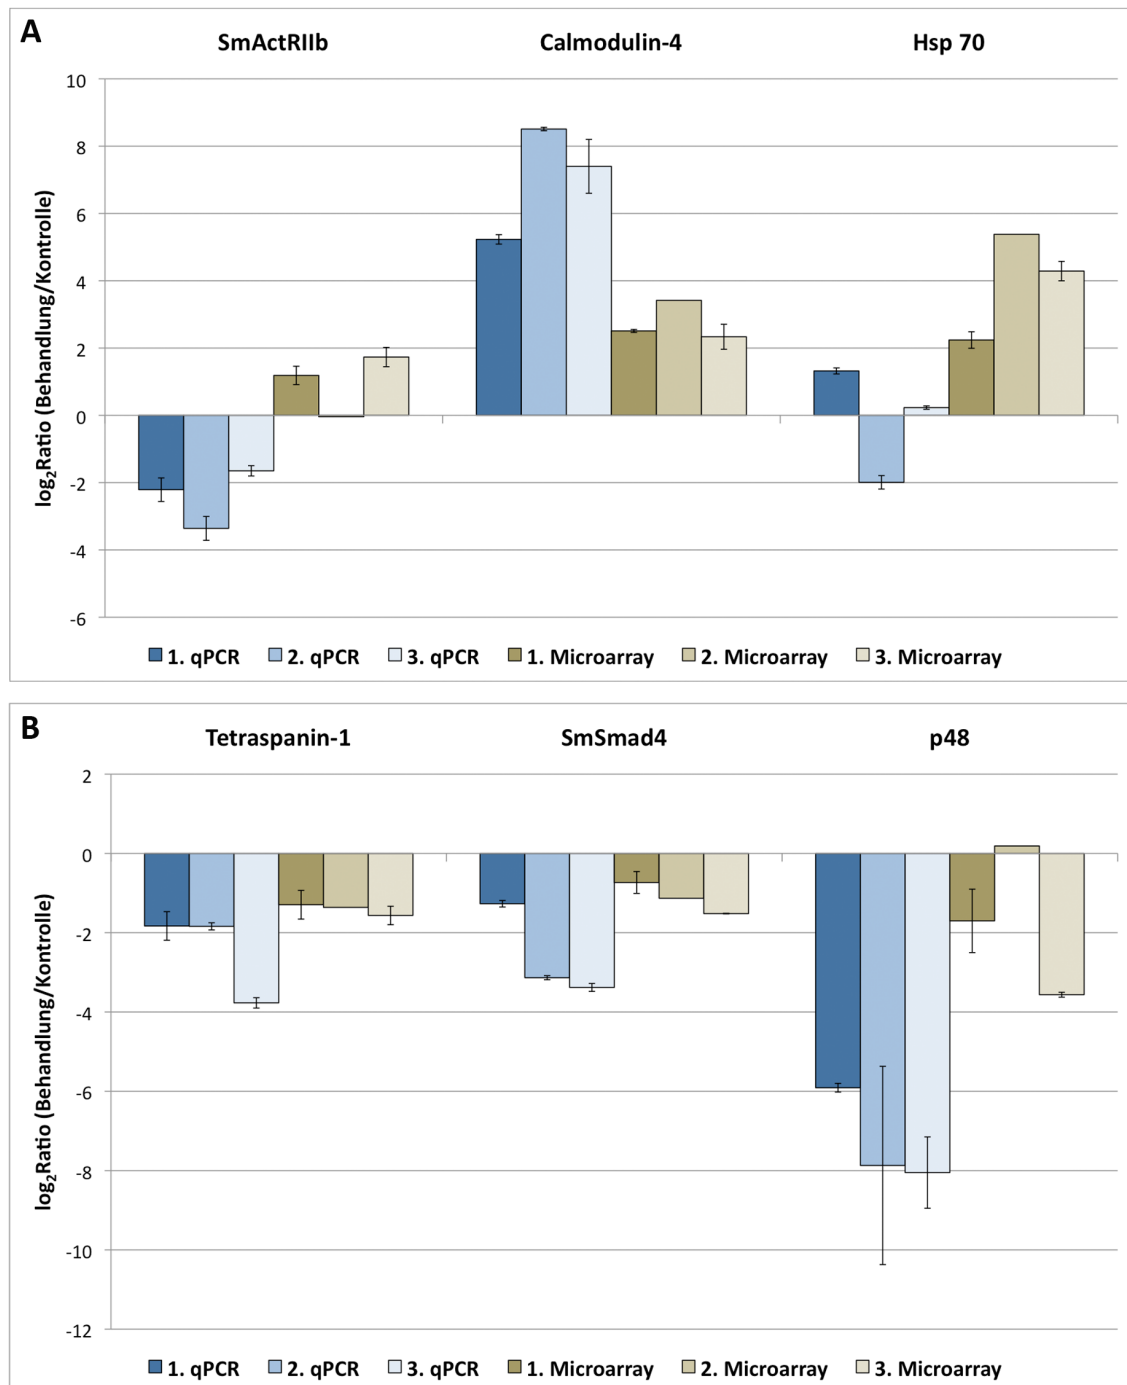 A
SmActRIIb Calmodulin-4 Hsp 70
10
8
6
4
2
0
-2
-4
-6
log₂Ratio (Behandlung/Kontrolle)
1. qPCR 2. qPCR 3. qPCR 1. Microarray 2. Microarray 3. Microarray
B
Tetraspanin-1 SmSmad4 p48
2
0
-2
-4
-6
-8
-10
-12
log₂Ratio (Behandlung/Kontrolle)
1. qPCR 2. qPCR 3. qPCR 1. Microarray 2. Microarray 3. Microarray